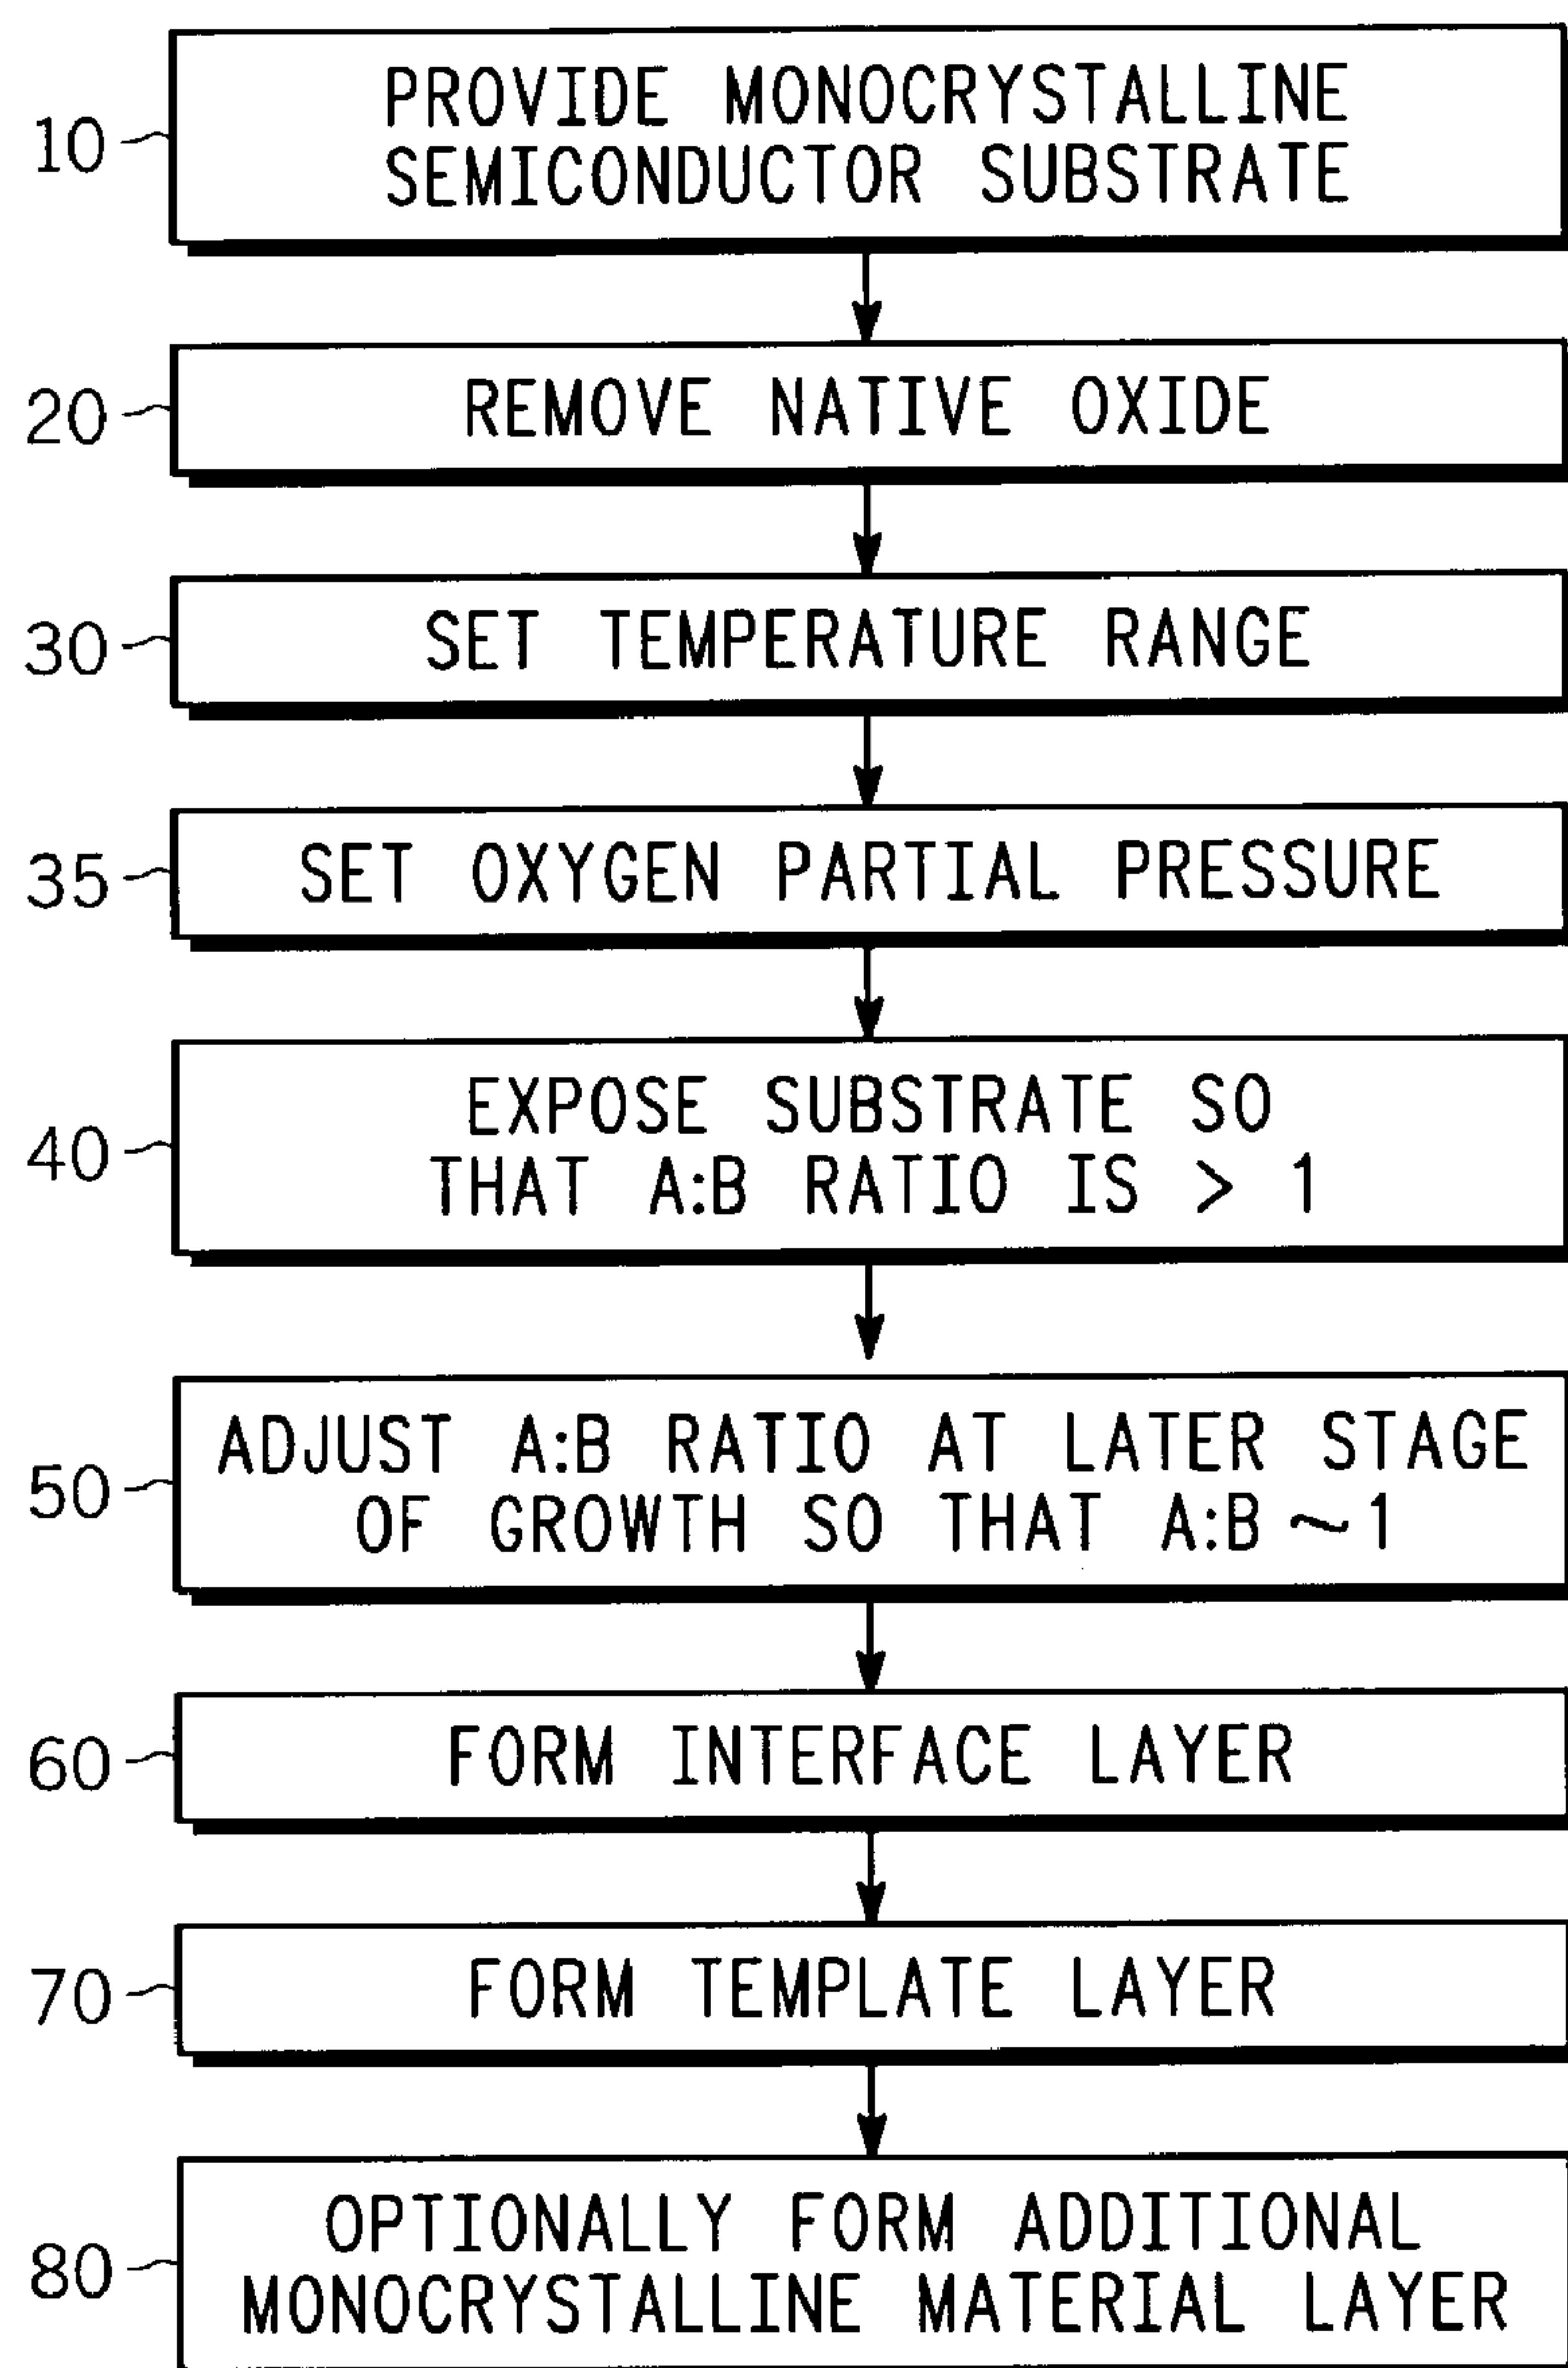 10
PROVIDE MONOCRYSTALLINE
SEMICONDUCTOR SUBSTRATE
20
REMOVE NATIVE OXIDE
30
SET TEMPERATURE RANGE
35
SET OXYGEN PARTIAL PRESSURE
40
EXPOSE SUBSTRATE SO
THAT A:B RATIO IS > 1
50
ADJUST A:B RATIO AT LATER STAGE
OF GROWTH SO THAT A:B ~1
60
FORM INTERFACE LAYER
70
FORM TEMPLATE LAYER
80
OPTIONALLY FORM ADDITIONAL
MONOCRYSTALLINE MATERIAL LAYER